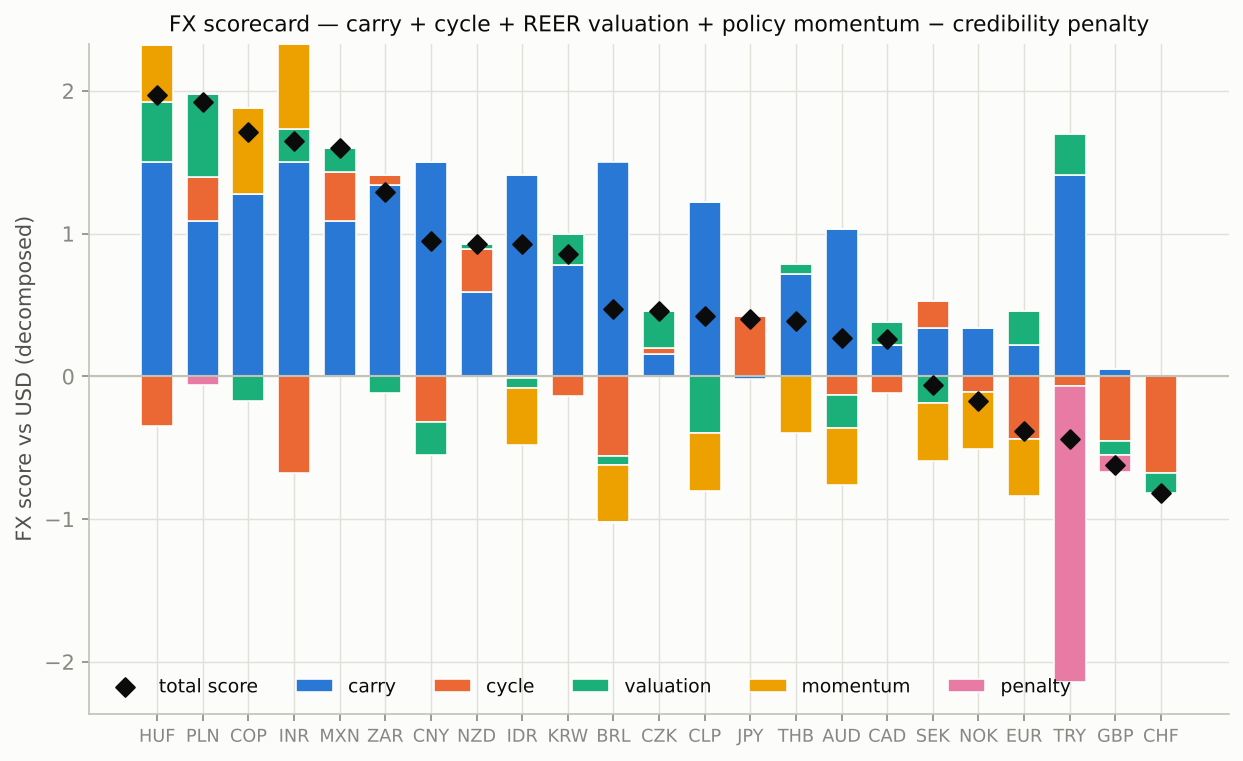 FX scorecard — carry + cycle + REER valuation + policy momentum − credibility penalty
FX score vs USD (decomposed)
2
1
0
−1
−2
total score carry cycle valuation momentum penalty
HUF PLN COP INR MXN ZAR CNY NZD IDR KRW BRL CZK CLP JPY THB AUD CAD SEK NOK EUR TRY GBP CHF